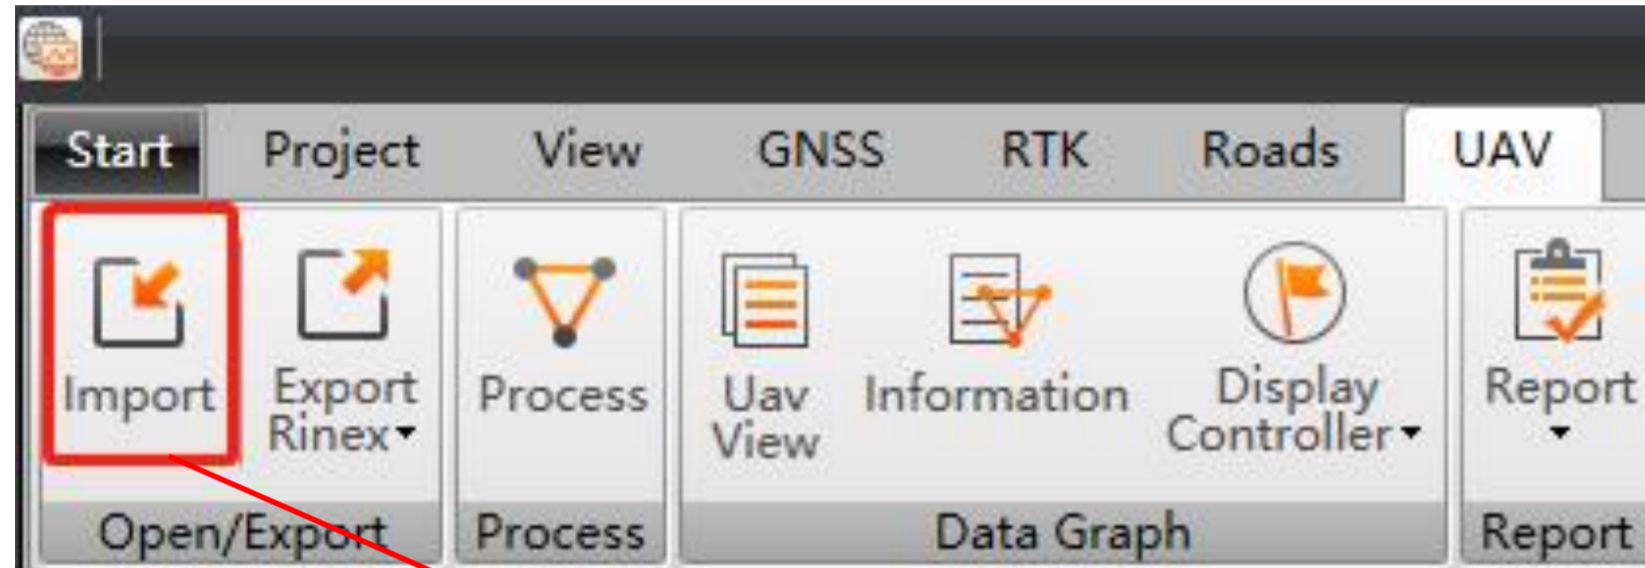 Start Project View GNSS RTK Roads UAV
Import Export Process Uav Information Display Report
Rinex View Controller
Open/Export Process Data Graph Report